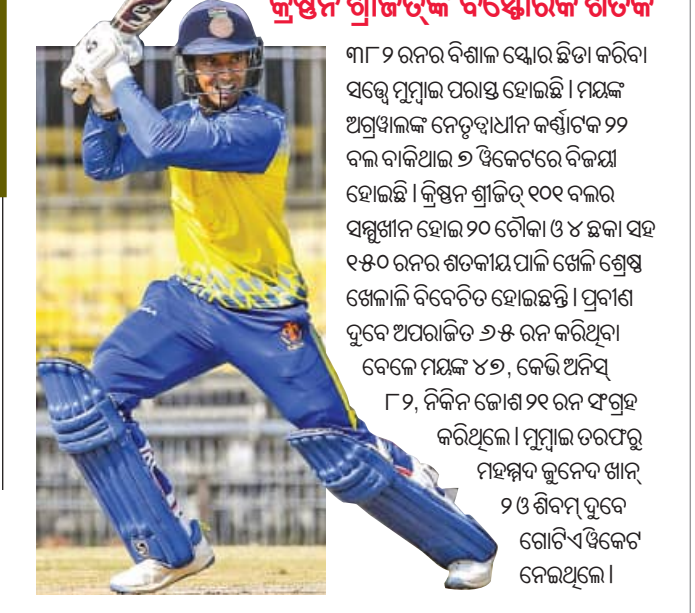 କ୍ରିଷ୍ଣନ ଶ୍ରୀଜିତ୍‌ଙ୍କ ବିସ୍ଫୋରକ ଶତକ
୩୮୨ ରନର ବିଶାଳ ସ୍କୋର ଛିଡା କରିବା
ସତ୍ତ୍ୱେ ମୁମ୍ବାଇ ପରାସ୍ତ ହୋଇଛି । ମୟଙ୍କ
ଅଗ୍ରୱାଲଙ୍କ ନେତୃତ୍ୱାଧୀନ କର୍ଣ୍ଣାଟକ ୨୨
ବଲ ବାକିଥାଇ ୭ ୱିକେଟରେ ବିଜୟୀ
ହୋଇଛି । କ୍ରିଷ୍ଣନ ଶ୍ରୀଜିତ୍ ୧୦୧ ବଲର
ସମ୍ମୁଖୀନ ହୋଇ ୨୦ ଚୌକା ଓ ୪ ଛକା ସହ
୧୫୦ ରନର ଶତକୀୟ ପାଳି ଖେଳି ଶ୍ରେଷ୍ଠ
ଖେଳାଳି ବିବେଚିତ ହୋଇଛନ୍ତି । ପ୍ରବୀଣ
ଦୁବେ ଅପରାଜିତ ୬୫ ରନ କରିଥିବା
ବେଳେ ମୟଙ୍କ ୪୭, କେଭି ଅନିସ୍
୮୨, ନିକିନ ଜୋଶ ୨୧ ରନ ସଂଗ୍ରହ
କରିଥିଲେ । ମୁମ୍ବାଇ ତରଫରୁ
ମହମ୍ମଦ ଜୁନେଦ ଖାନ୍
୨ ଓ ଶିବମ୍ ଦୁବେ
ଗୋଟିଏ ୱିକେଟ
ନେଇଥିଲେ ।